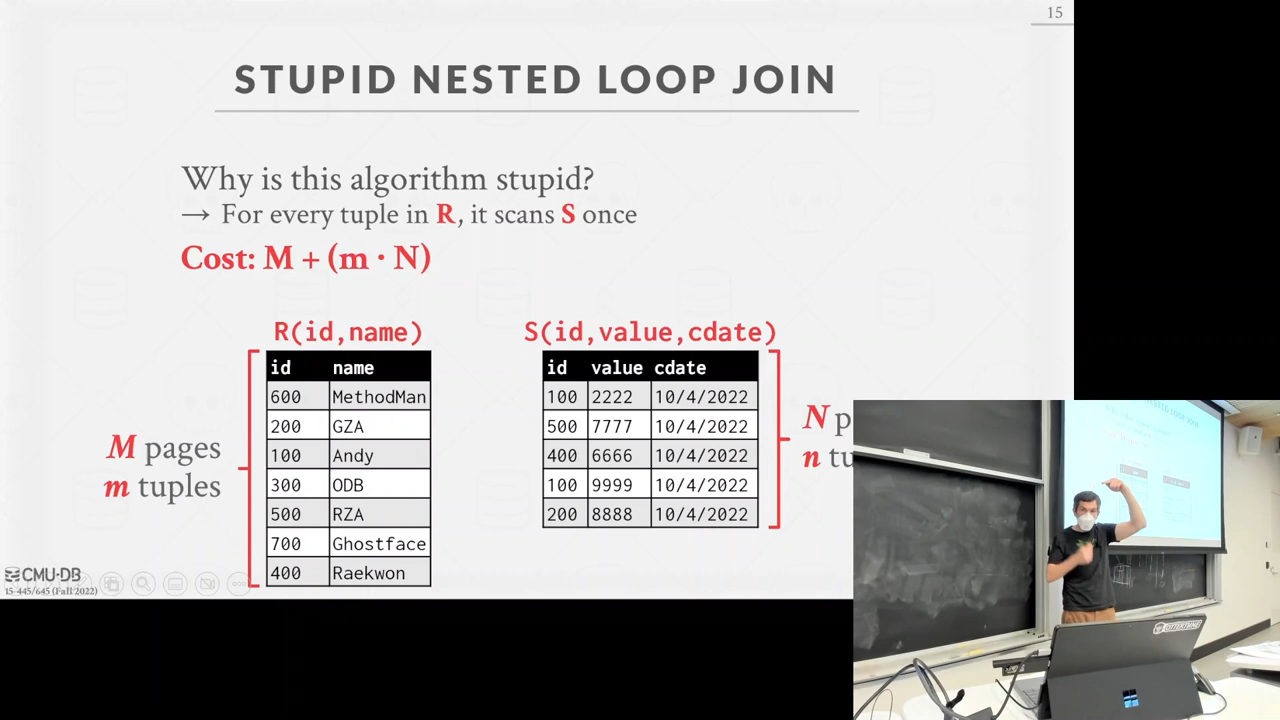 15
STUPID NESTED LOOP JOIN
Why is this algorithm stupid?
→ For every tuple in R, it scans S once
Cost: M + (m · N)
R(id,name)
id name
600 MethodMan
200 GZA
100 Andy
300 ODB
500 RZA
700 Ghostface
400 Raekwon
M pages
m tuples
S(id,value,cdate)
id value cdate
100 2222 10/4/2022
500 7777 10/4/2022
400 6666 10/4/2022
100 9999 10/4/2022
200 8888 10/4/2022
N p
n tu
CMU-DB
15-445/645 (Fall 2022)